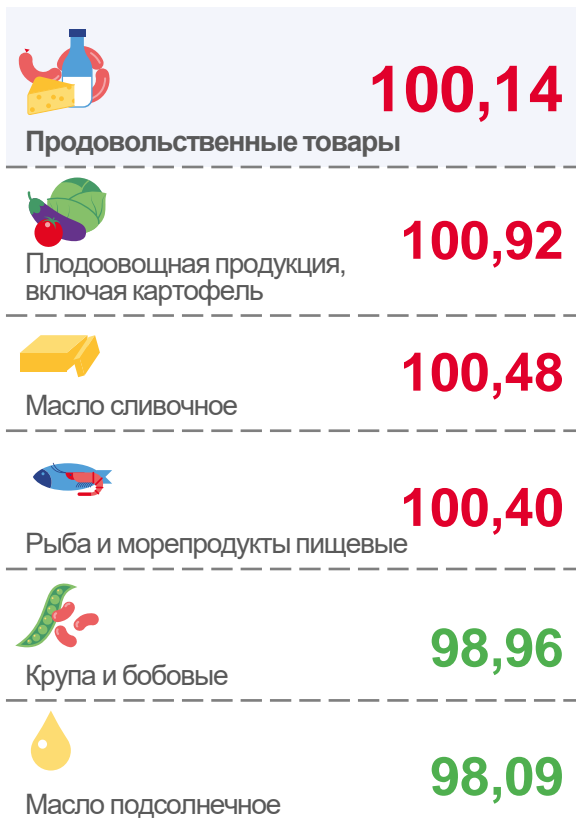 100,14
Продовольственные товары
100,92
Плодоовощная продукция,
включая картофель
100,48
Масло сливочное
100,40
Рыба и морепродукты пищевые
98,96
Крупа и бобовые
98,09
Масло подсолнечное